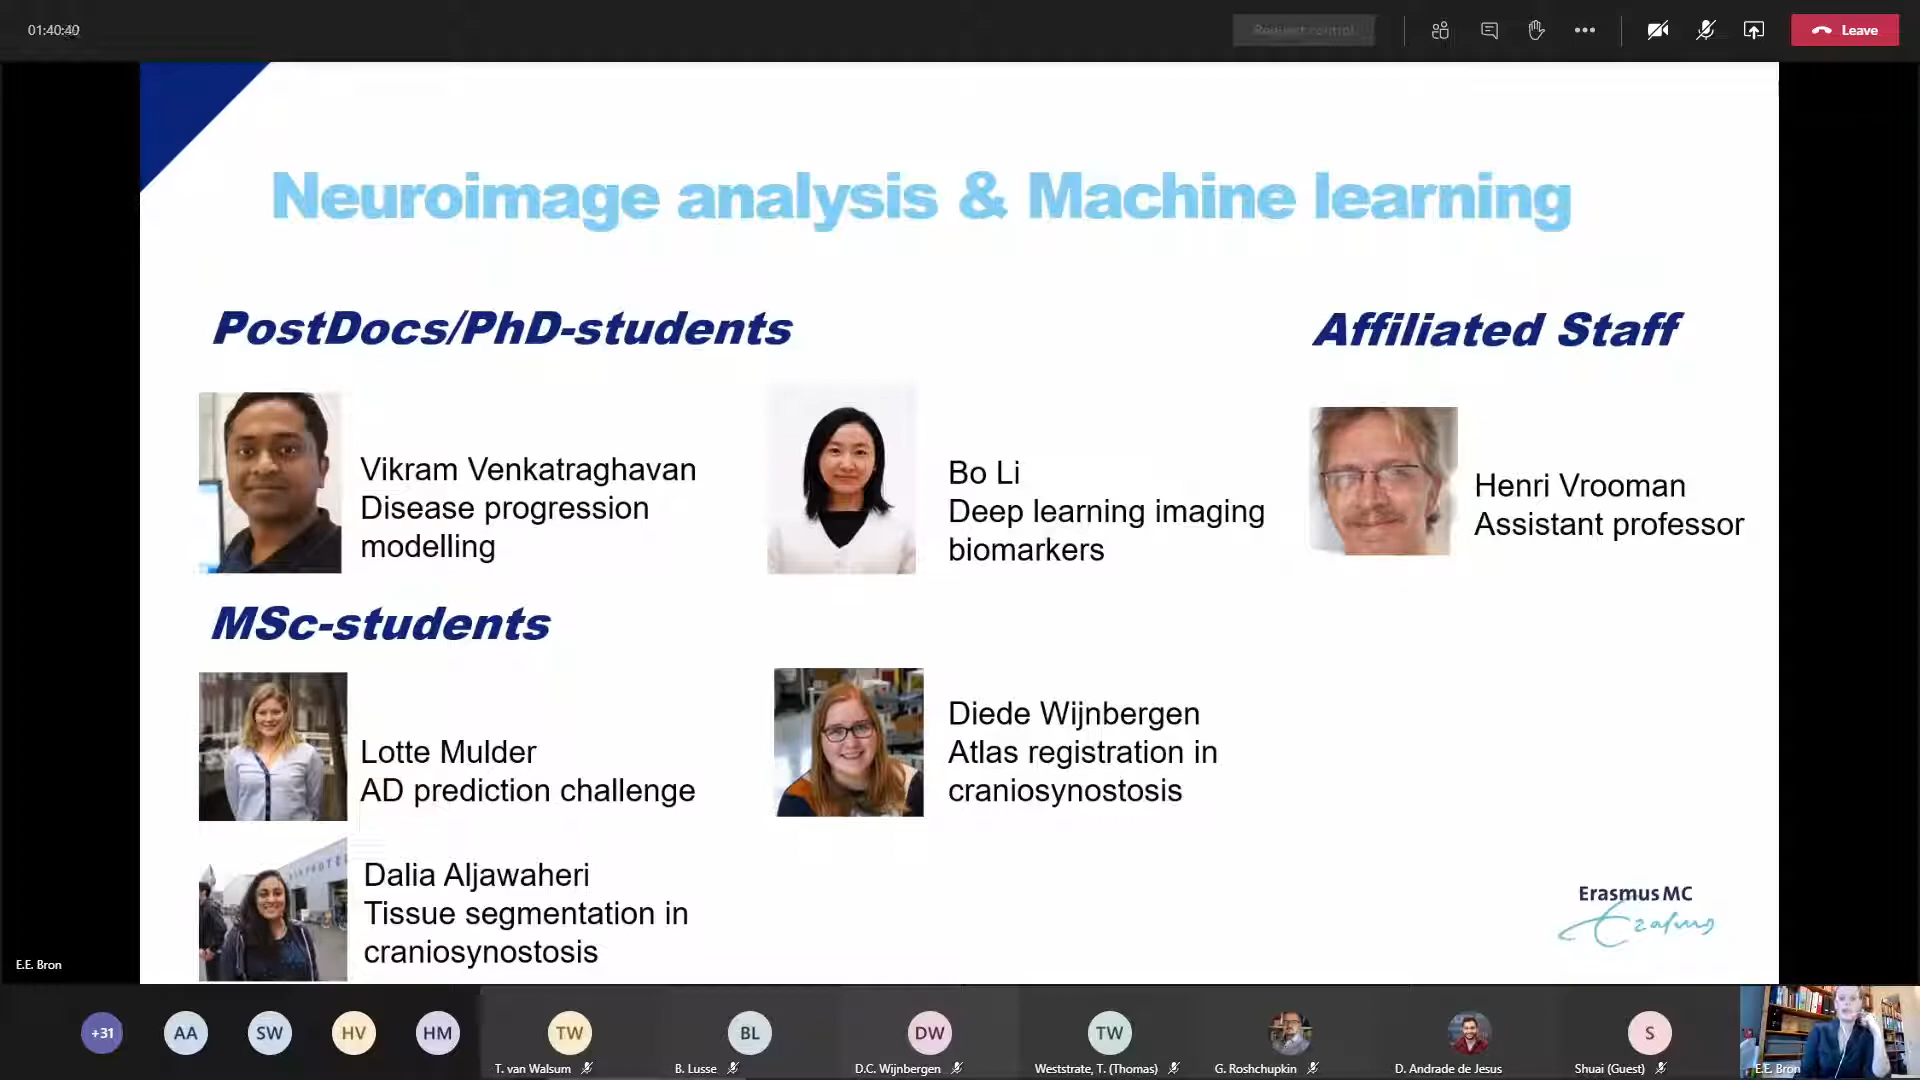 01:40:40
Request control
Leave
Neuroimage analysis & Machine learning
PostDocs/PhD-students
Affiliated Staff
Vikram Venkatraghavan
Disease progression
modelling
Bo Li
Deep learning imaging
biomarkers
Henri Vrooman
Assistant professor
MSc-students
Lotte Mulder
AD prediction challenge
Diede Wijnbergen
Atlas registration in
craniosynostosis
Dalia Aljawaheri
Tissue segmentation in
craniosynostosis
Erasmus MC
Erasmus
E.E. Bron
+31
AA
SW
HV
HM
TW
T. van Walsum
BL
B. Lusse
DW
D.C. Wijnbergen
TW
Weststrate, T. (Thomas)
G. Roshchupkin
D. Andrade de Jesus
S
Shuai (Guest)
E.E. Bron